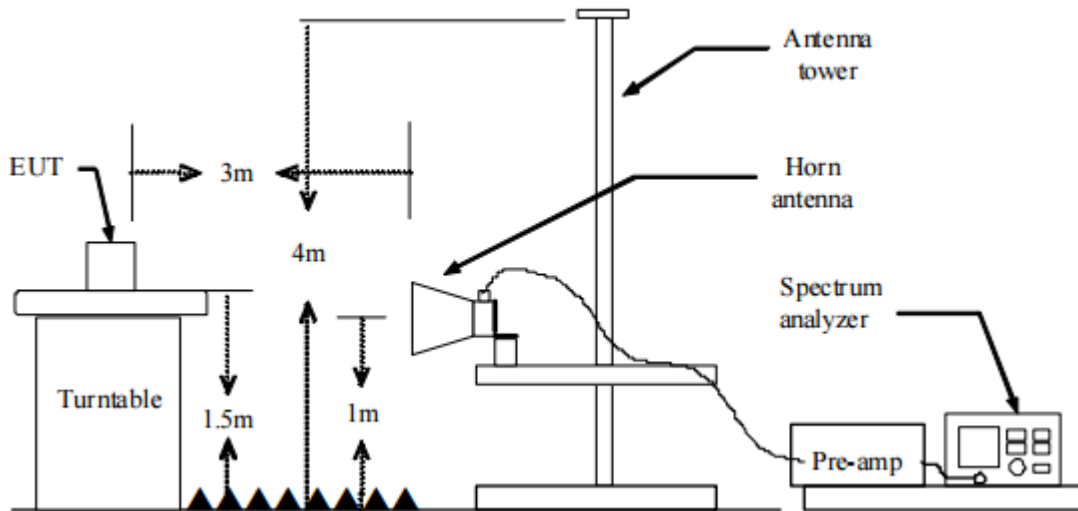 Antenna
tower
EUT
3m
Horn
antenna
4m
Spectrum
analyzer
Turntable
1.5m
1m
Pre-amp